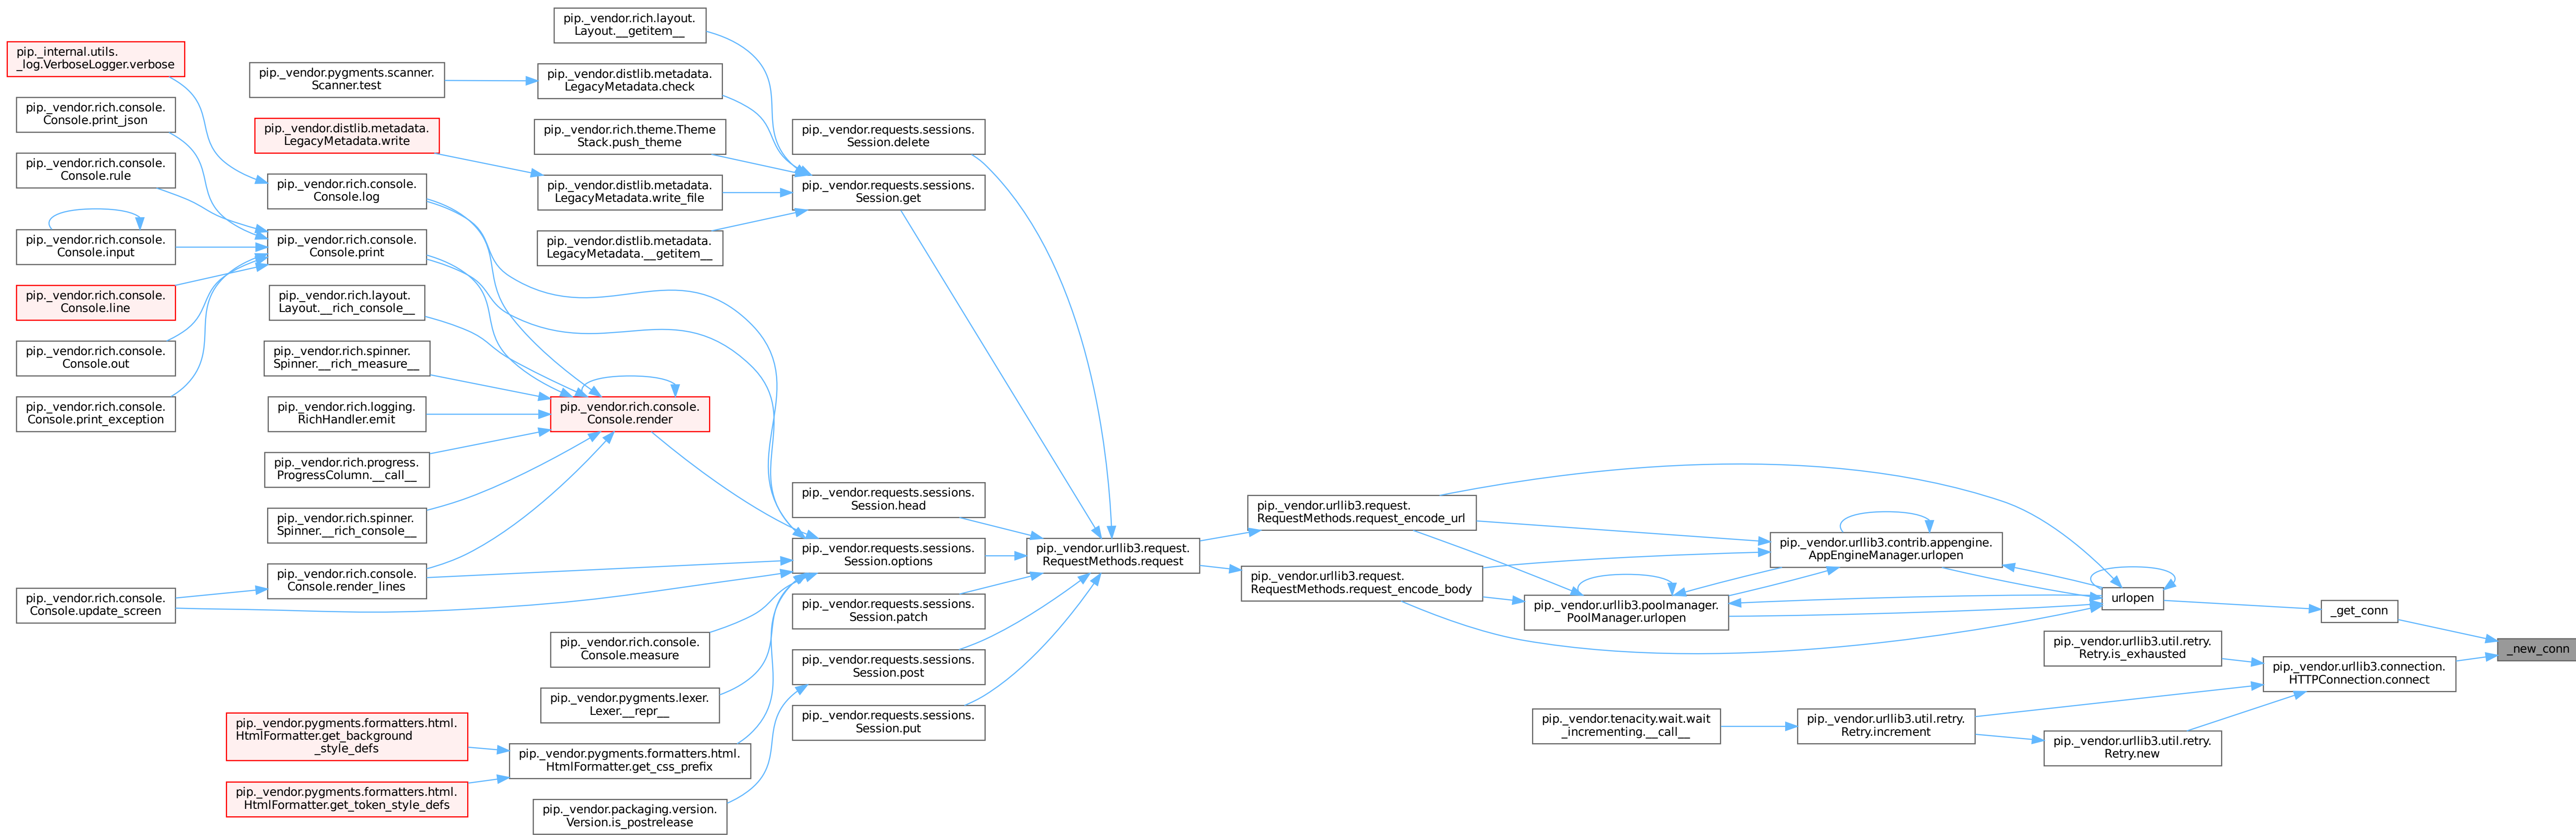 pip._internal.utils.
_log.VerboseLogger.verbose
pip._vendor.rich.console.
Console.print_json
pip._vendor.rich.console.
Console.rule
pip._vendor.rich.console.
Console.input
pip._vendor.rich.console.
Console.line
pip._vendor.rich.console.
Console.out
pip._vendor.rich.console.
Console.print_exception
pip._vendor.rich.console.
Console.update_screen
pip._vendor.pygments.scanner.
Scanner.test
pip._vendor.distlib.metadata.
LegacyMetadata.write
pip._vendor.rich.console.
Console.log
pip._vendor.rich.console.
Console.print
pip._vendor.rich.layout.
Layout.__rich_console__
pip._vendor.rich.spinner.
Spinner.__rich_measure__
pip._vendor.rich.logging.
RichHandler.emit
pip._vendor.rich.progress.
ProgressColumn.__call__
pip._vendor.rich.spinner.
Spinner.__rich_console__
pip._vendor.rich.console.
Console.render_lines
pip._vendor.pygments.formatters.html.
HtmlFormatter.get_background
_style_defs
pip._vendor.pygments.formatters.html.
HtmlFormatter.get_token_style_defs
pip._vendor.rich.layout.
Layout.__getitem__
pip._vendor.distlib.metadata.
LegacyMetadata.check
pip._vendor.rich.theme.Theme
Stack.push_theme
pip._vendor.distlib.metadata.
LegacyMetadata.write_file
pip._vendor.distlib.metadata.
LegacyMetadata.__getitem__
pip._vendor.rich.console.
Console.render
pip._vendor.rich.console.
Console.measure
pip._vendor.pygments.lexer.
Lexer.__repr__
pip._vendor.pygments.formatters.html.
HtmlFormatter.get_css_prefix
pip._vendor.packaging.version.
Version.is_postrelease
pip._vendor.requests.sessions.
Session.delete
pip._vendor.requests.sessions.
Session.get
pip._vendor.requests.sessions.
Session.head
pip._vendor.requests.sessions.
Session.options
pip._vendor.requests.sessions.
Session.patch
pip._vendor.requests.sessions.
Session.post
pip._vendor.requests.sessions.
Session.put
pip._vendor.urllib3.request.
RequestMethods.request
pip._vendor.urllib3.request.
RequestMethods.request_encode_url
pip._vendor.urllib3.request.
RequestMethods.request_encode_body
pip._vendor.urllib3.contrib.appengine.
AppEngineManager.urlopen
pip._vendor.urllib3.poolmanager.
PoolManager.urlopen
pip._vendor.tenacity.wait.wait
_incrementing.__call__
pip._vendor.urllib3.util.retry.
Retry.increment
urlopen
pip._vendor.urllib3.util.retry.
Retry.is_exhausted
pip._vendor.urllib3.util.retry.
Retry.new
_get_conn
pip._vendor.urllib3.connection.
HTTPConnection.connect
_new_conn